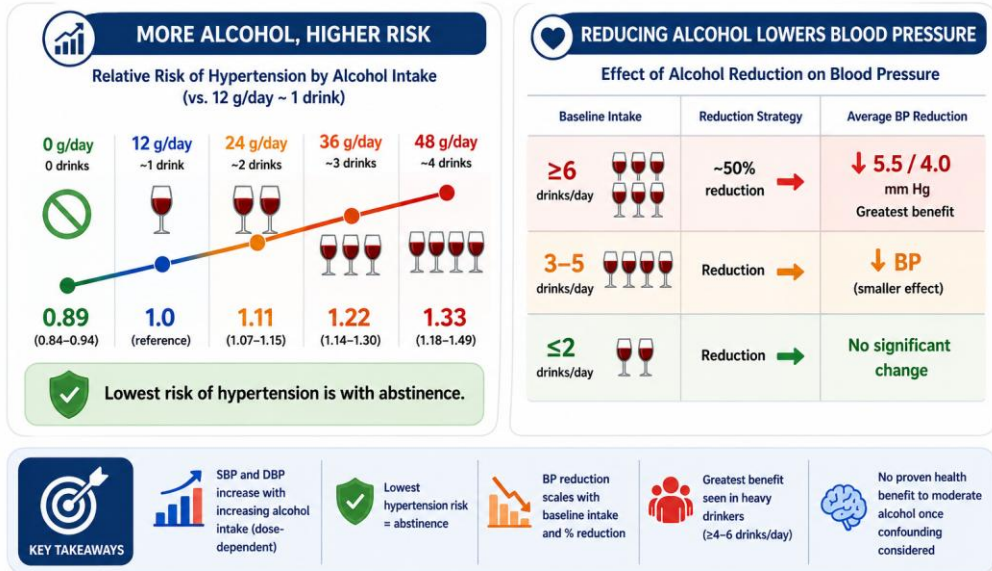 MORE ALCOHOL, HIGHER RISK
Relative Risk of Hypertension by Alcohol Intake
(vs. 12 g/day ~ 1 drink)
0 g/day
0 drinks
12 g/day
~1 drink
24 g/day
~2 drinks
36 g/day
~3 drinks
48 g/day
~4 drinks
0.89
(0.84–0.94)
1.0
(reference)
1.11
(1.07–1.15)
1.22
(1.14–1.30)
1.33
(1.18–1.49)
Lowest risk of hypertension is with abstinence.
REDUCING ALCOHOL LOWERS BLOOD PRESSURE
Effect of Alcohol Reduction on Blood Pressure
Baseline Intake
Reduction Strategy
Average BP Reduction
≥6
drinks/day
~50%
reduction
↓ 5.5 / 4.0
mm Hg
Greatest benefit
3–5
drinks/day
Reduction
↓ BP
(smaller effect)
≤2
drinks/day
Reduction
No significant
change
KEY TAKEAWAYS
SBP and DBP
increase with
increasing alcohol
intake (dose-
dependent)
Lowest
hypertension risk
= abstinence
BP reduction
scales with
baseline intake
and % reduction
Greatest benefit
seen in heavy
drinkers
(≥4–6 drinks/day)
No proven health
benefit to moderate
alcohol once
confounding
considered